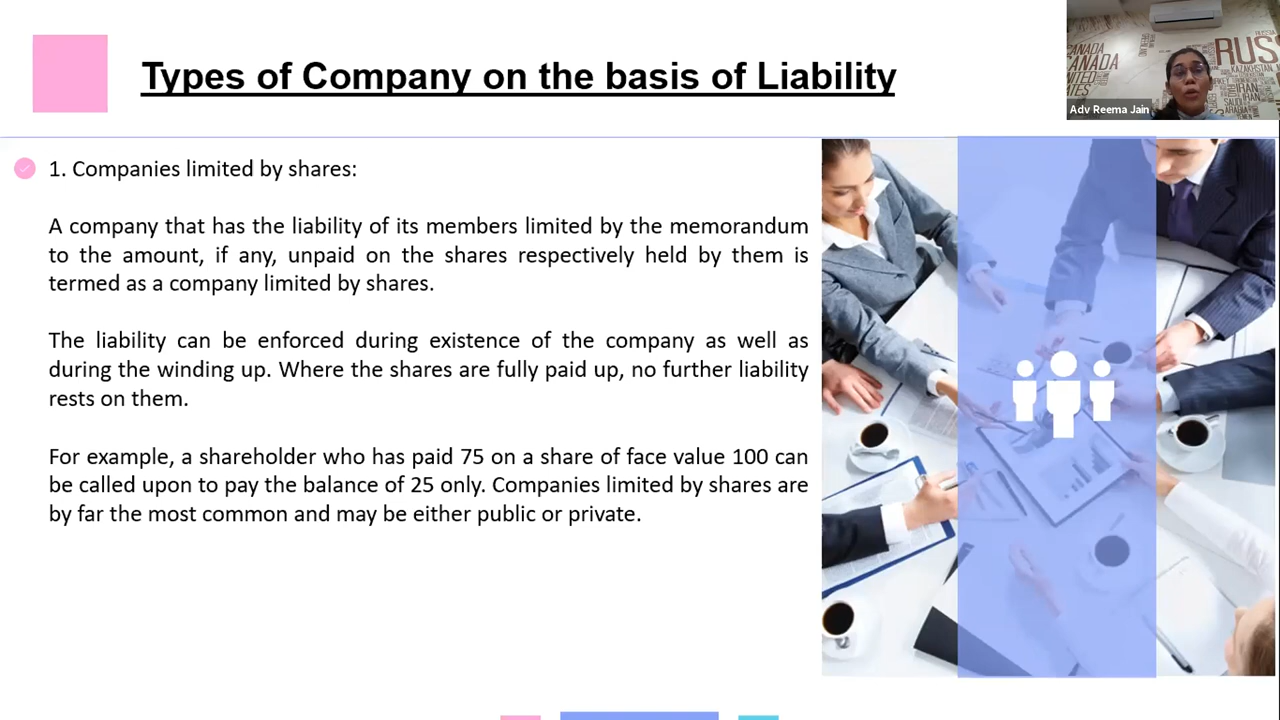 Types of Company on the basis of Liability
CANADA
CANADA
UNITED
RUSS
KAZAKHSTAN
IRAN
Adv Reema Jain
1. Companies limited by shares:
A company that has the liability of its members limited by the memorandum
to the amount, if any, unpaid on the shares respectively held by them is
termed as a company limited by shares.
The liability can be enforced during existence of the company as well as
during the winding up. Where the shares are fully paid up, no further liability
rests on them.
For example, a shareholder who has paid 75 on a share of face value 100 can
be called upon to pay the balance of 25 only. Companies limited by shares are
by far the most common and may be either public or private.